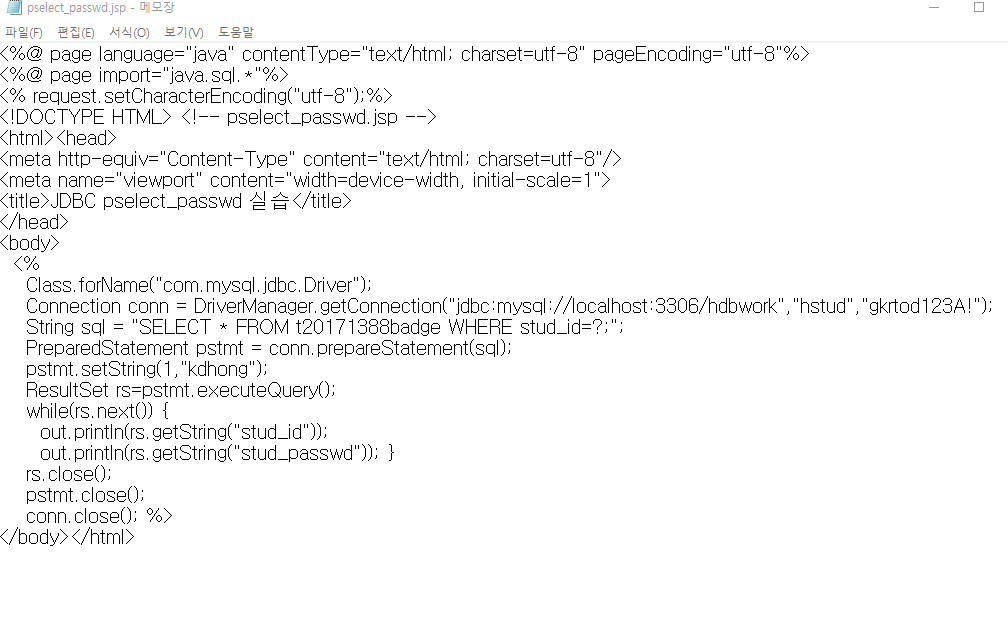 pselect_passwd.jsp - 메모장
파일(F) 편집(E) 서식(O) 보기(V) 도움말
<%@ page language="java" contentType="text/html; charset=utf-8" pageEncoding="utf-8"%>
<%@ page import="java.sql.*"%>
<% request.setCharacterEncoding("utf-8");%>
<!DOCTYPE HTML> <!-- pselect_passwd.jsp -->
<html><head>
<meta http-equiv="Content-Type" content="text/html; charset=utf-8"/>
<meta name="viewport" content="width=device-width, initial-scale=1">
<title>JDBC pselect_passwd 실습</title>
</head>
<body>
<%
Class.forName("com.mysql.jdbc.Driver");
Connection conn = DriverManager.getConnection("jdbc:mysql://localhost:3306/hdbwork","hstud","gkrtod123A!");
String sql = "SELECT * FROM t20171388badge WHERE stud_id=?;";
PreparedStatement pstmt = conn.prepareStatement(sql);
pstmt.setString(1,"kdhong");
ResultSet rs=pstmt.executeQuery();
while(rs.next()) {
out.println(rs.getString("stud_id"));
out.println(rs.getString("stud_passwd")); }
rs.close();
pstmt.close();
conn.close(); %>
</body></html>